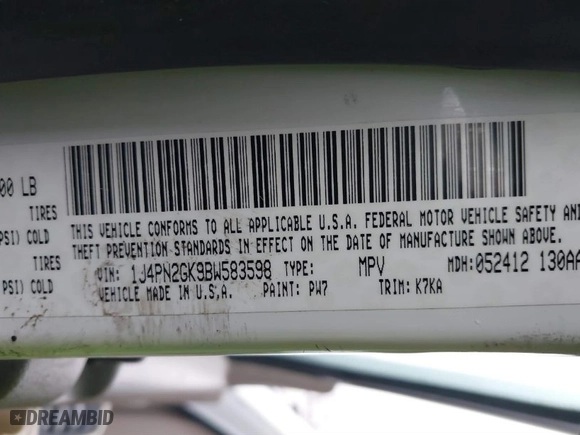 00 LB
TIRES
THIS VEHICLE CONFORMS TO ALL APPLICABLE U.S.A. FEDERAL MOTOR VEHICLE SAFETY AND
PSI) COLD
THEFT PREVENTION STANDARDS IN EFFECT ON THE DATE OF MANUFACTURE SHOWN ABOVE.
TIRES
VIN: 1J4PN2GK9BW583598 TYPE: MPV MDH: 052412 130AA
PSI) COLD
VEHICLE MADE IN U.S.A. PAINT: PW7 TRIM: K7KA
DREAMBID